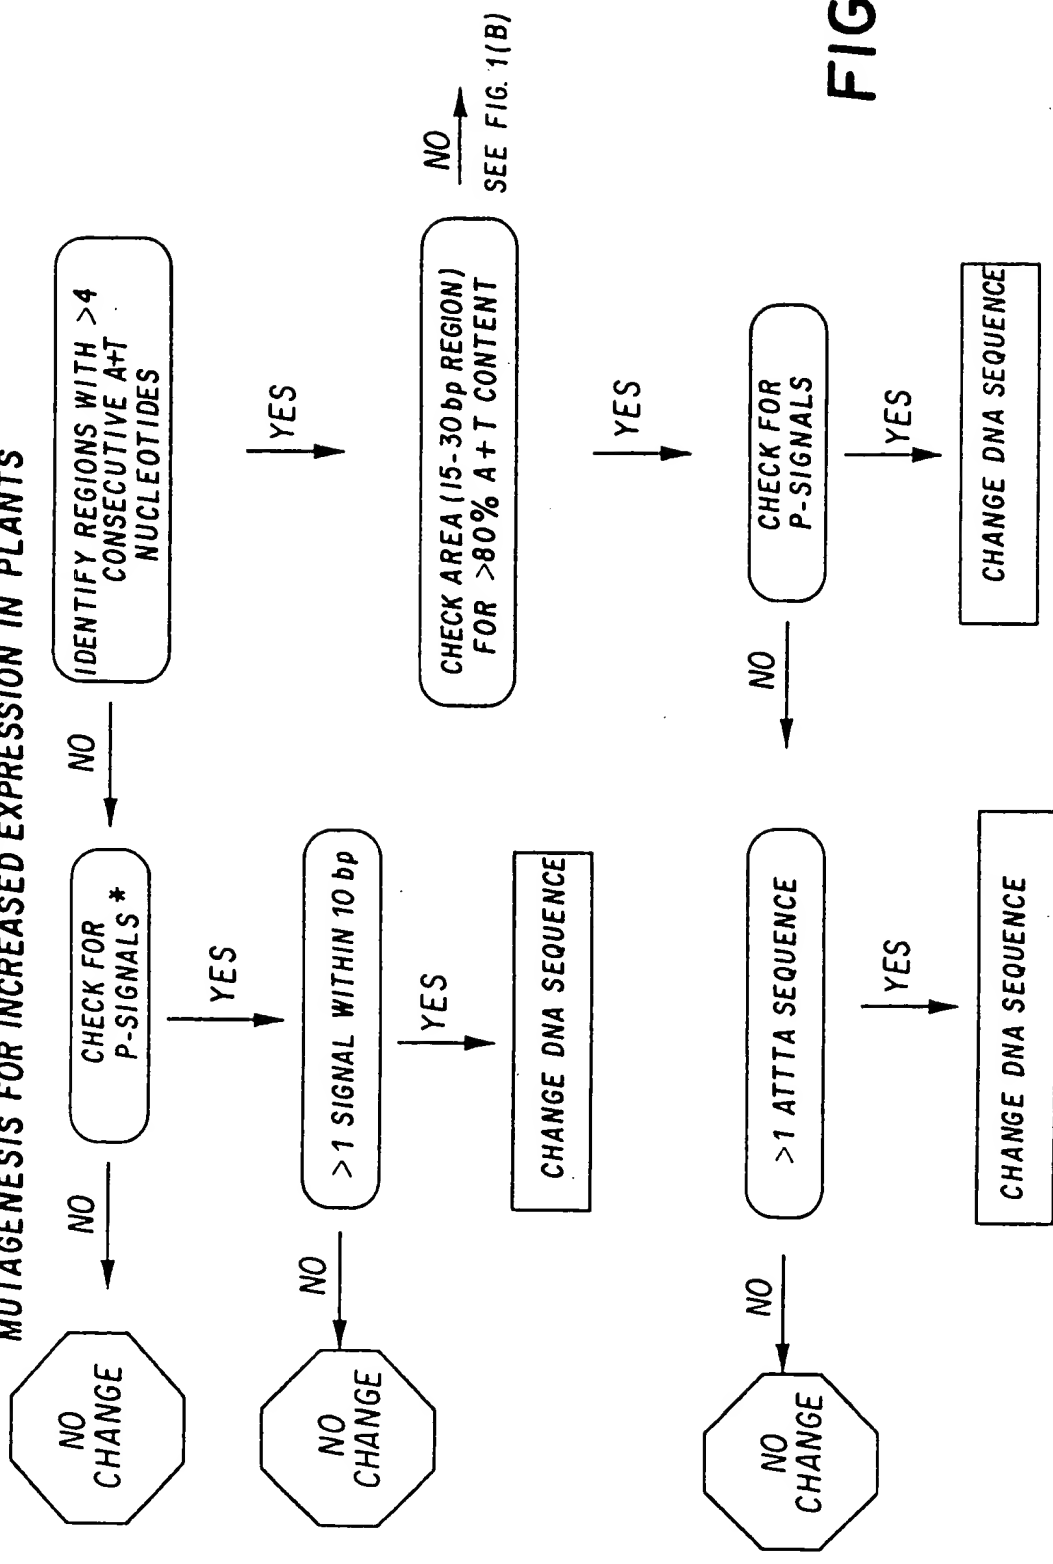 MUTAGENESIS FOR INCREASED EXPRESSION IN PLANTS
NO
CHANGE
NO
CHECK FOR
P-SIGNALS *
NO
IDENTIFY REGIONS WITH >4
CONSECUTIVE A+T
NUCLEOTIDES
YES
YES
NO
CHANGE
NO
>1 SIGNAL WITHIN 10 bp
YES
CHANGE DNA SEQUENCE
CHECK AREA (15-30bp REGION)
FOR >80% A + T CONTENT
NO
SEE FIG. 1(B)
YES
NO
CHANGE
NO
>1 ATTTA SEQUENCE
NO
CHECK FOR
P-SIGNALS
YES
YES
CHANGE DNA SEQUENCE
CHANGE DNA SEQUENCE
FIG